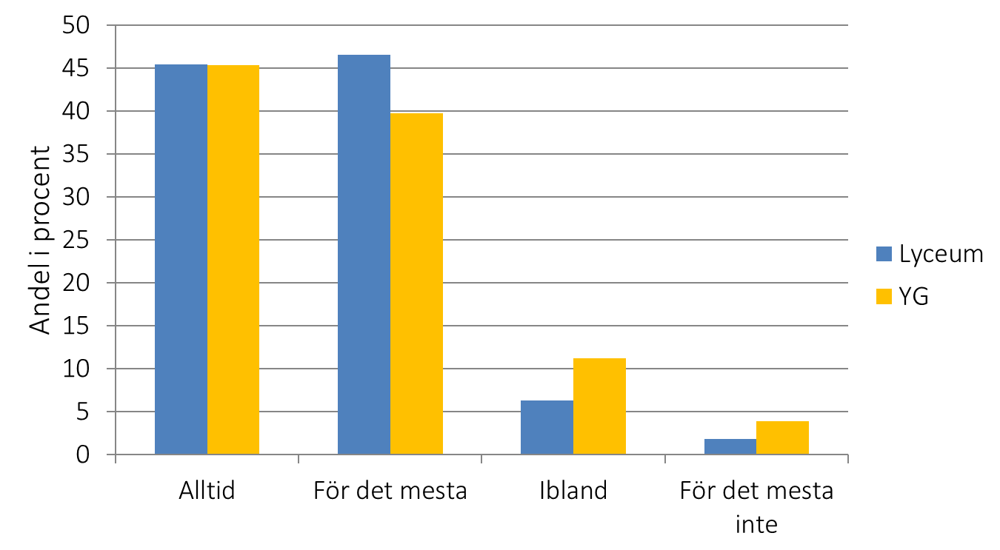 50
45
40
35
30
25
20
15
10
5
0
Andel i procent
Alltid
För det mesta
Ibland
För det mesta
inte
Lyceum
YG